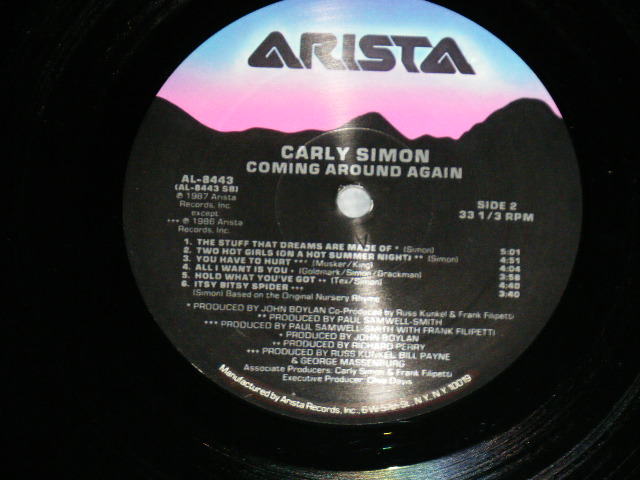 ARISTA
CARLY SIMON
COMING AROUND AGAIN
AL-8443
(AL-8443 SB)
℗ 1987 Arista
Records, Inc.
except
*** ℗ 1986 Arista
Records, Inc.
SIDE 2
33 1/3 RPM
1. THE STUFF THAT DREAMS ARE MADE OF * (Simon) 5:01
2. TWO HOT GIRLS (ON A HOT SUMMER NIGHT) ** (Simon) 4:51
3. YOU HAVE TO HURT *** (Musker/King) 4:04
4. ALL I WANT IS YOU • (Goldmark/Simon/Brackman) 3:58
5. HOLD WHAT YOU'VE GOT •• (Tex/Simon) 4:40
6. ITSY BITSY SPIDER ••• 3:40
(Simon) Based on the Original Nursery Rhyme
* PRODUCED BY JOHN BOYLAN Co-Produced by Russ Kunkel & Frank Filipetti
** PRODUCED BY PAUL SAMWELL-SMITH
*** PRODUCED BY PAUL SAMWELL-SMITH WITH FRANK FILIPETTI
• PRODUCED BY JOHN BOYLAN
•• PRODUCED BY RICHARD PERRY
••• PRODUCED BY RUSS KUNKEL, BILL PAYNE
& GEORGE MASSENBURG
Associate Producers: Carly Simon & Frank Filipetti
Executive Producer: Clive Davis
Manufactured by Arista Records, Inc., 6 W. 57th St., N.Y., N.Y. 10019